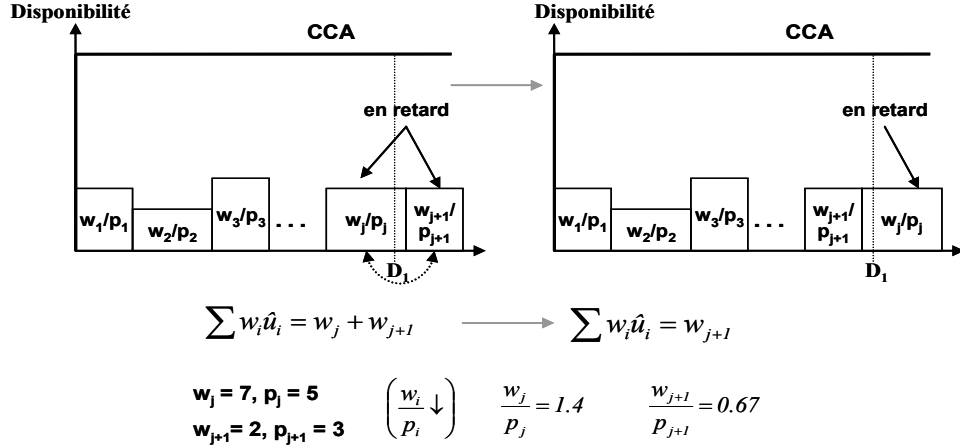 Disponibilité
CCA
en retard
w1/p1
w2/p2
w3/p3
. . .
wj/pj
wj+1/
pj+1
D1
Disponibilité
CCA
en retard
w1/p1
w2/p2
w3/p3
. . .
wj+1/
pj+1
wj/pj
D1
∑ wiûi = wj + wj+1
∑ wiûi = wj+1
wj = 7, pj = 5
wj+1= 2, pj+1 = 3
(wi/pi ↓)
wj/pj = 1.4
wj+1/pj+1 = 0.67